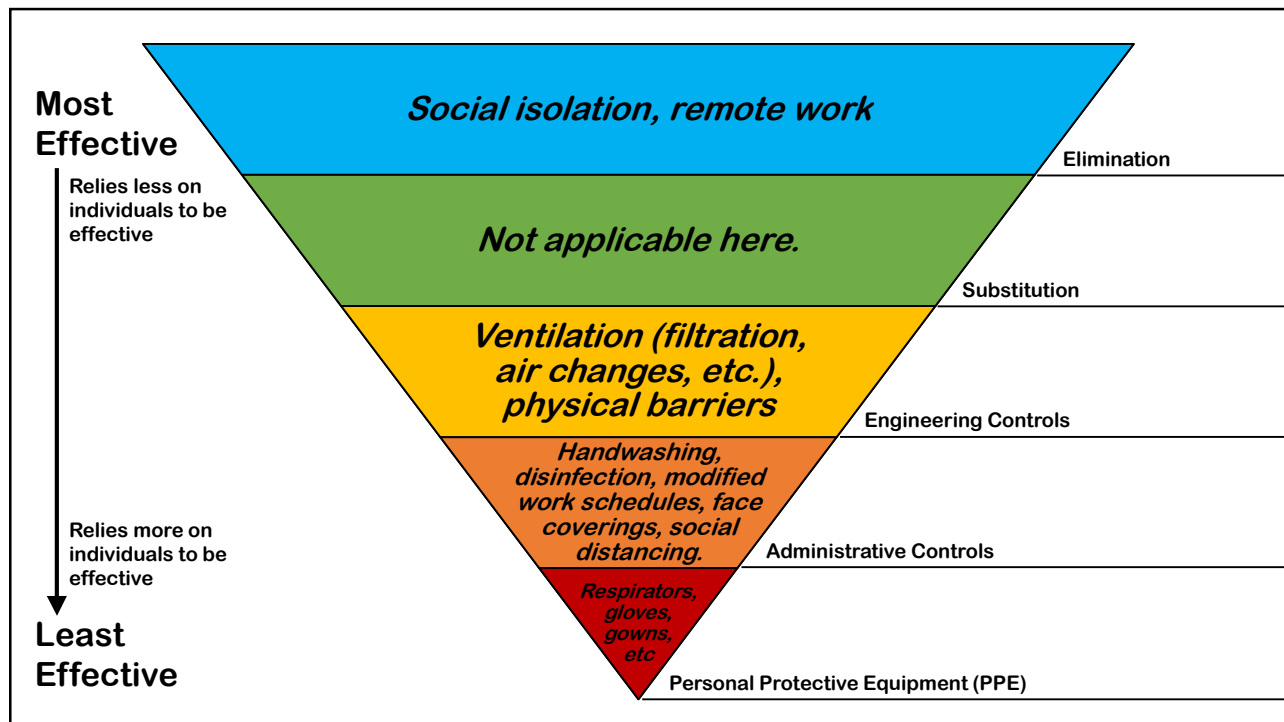 Most
Effective
Relies less on
individuals to be
effective
Social isolation, remote work
Elimination
Not applicable here.
Substitution
Ventilation (filtration,
air changes, etc.),
physical barriers
Engineering Controls
Handwashing,
disinfection, modified
work schedules, face
coverings, social
distancing.
Administrative Controls
Relies more on
individuals to be
effective
Respirators,
gloves,
gowns,
etc
Least
Effective
Personal Protective Equipment (PPE)